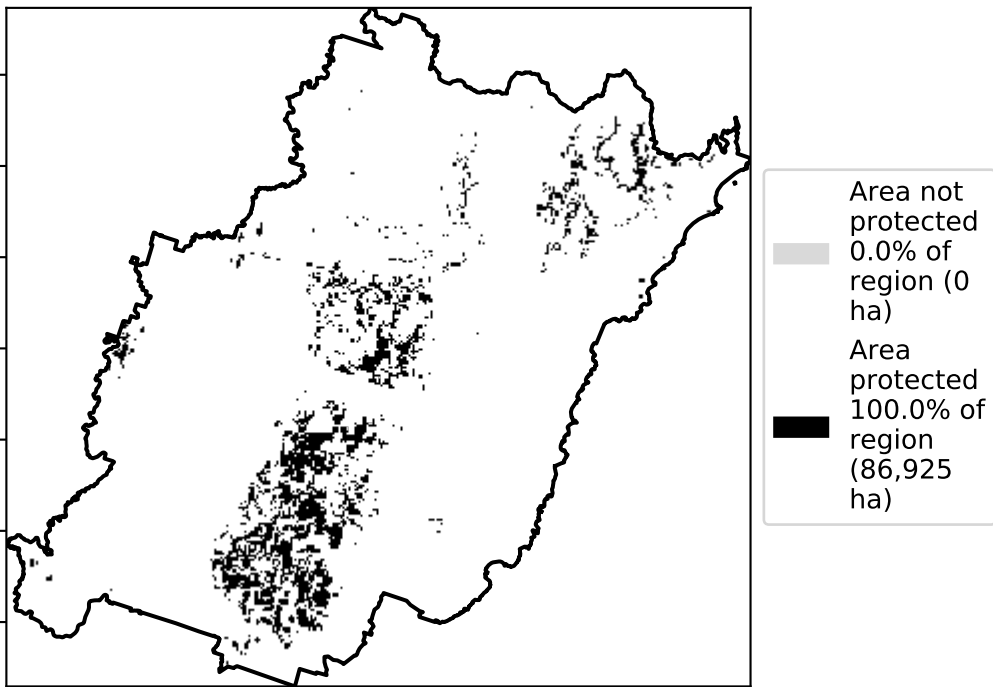 Area not
protected
0.0% of
region (0
ha)
Area
protected
100.0% of
region
(86,925
ha)